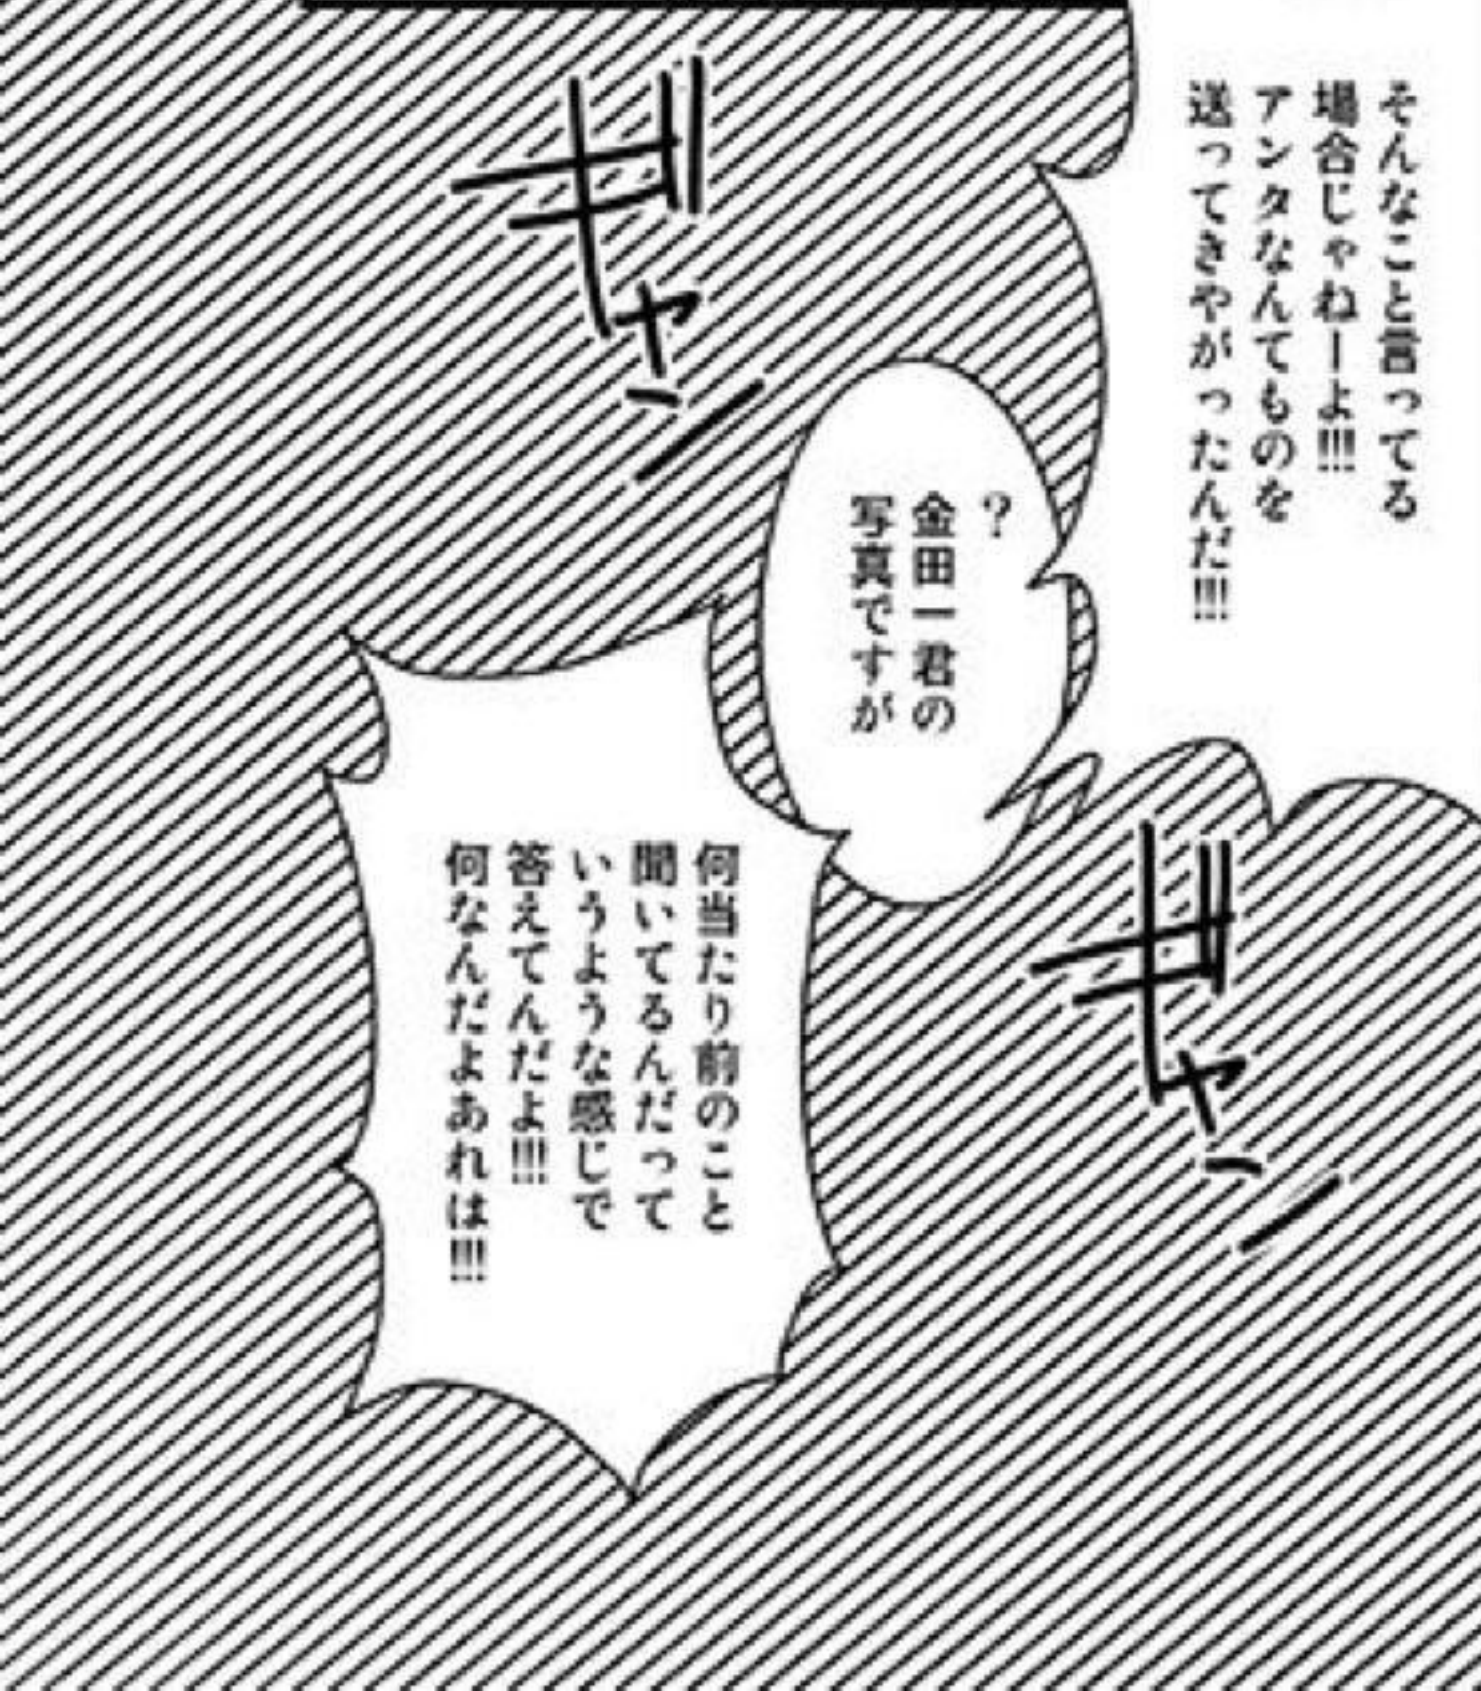 そんなこと言ってる
場合じゃねーよ!!!
アンタなんてものを
送ってきやがったんだ!!!
?
金田一君の
写真ですが
何当たり前のこと
聞いてるんだって
いうような感じで
答えてんだよ!!!
何なんだよあれは!!!
ギャン
ギャン